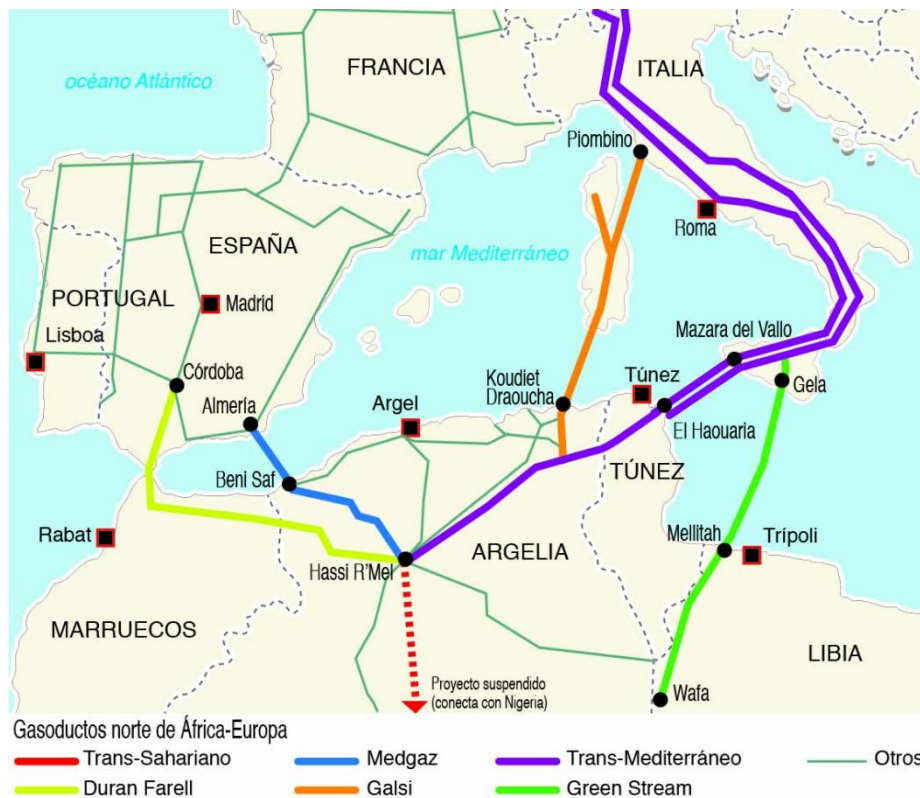 FRANCIA
ITALIA
océano Atlántico
Piombino
ESPAÑA
Roma
mar Mediterráneo
PORTUGAL
Madrid
Lisboa
Mazara del Vallo
Córdoba
Koudiet
Draoucha
Túnez
Gela
Almería
Argel
El Haouaria
TÚNEZ
Beni Saf
Rabat
Mellitah
Trípoli
ARGELIA
Hassi R'Mel
MARRUECOS
LIBIA
Proyecto suspendido
(conecta con Nigeria)
Wafa
Gasoductos norte de África-Europa
Trans-Sahariano
Medgaz
Trans-Mediterráneo
Otros
Duran Farell
Galsi
Green Stream